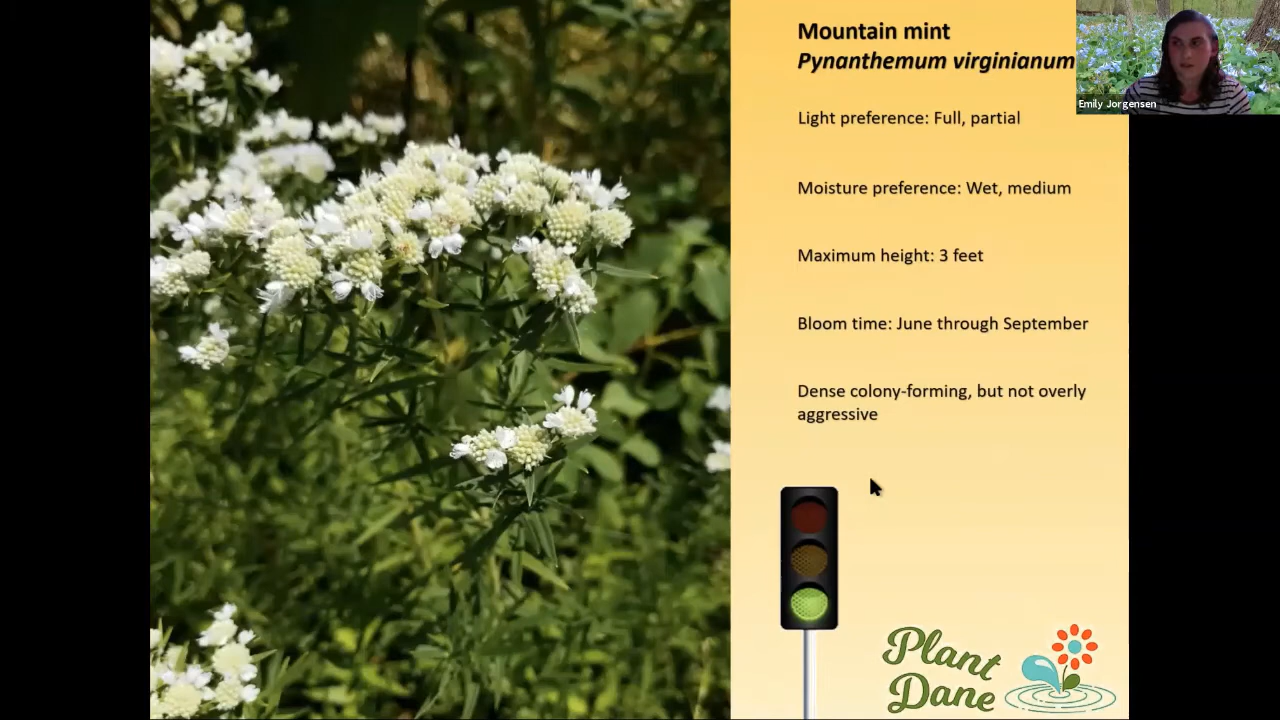 Mountain mint
Pynanthemum virginianum
Emily Jorgensen
Light preference: Full, partial
Moisture preference: Wet, medium
Maximum height: 3 feet
Bloom time: June through September
Dense colony-forming, but not overly
aggressive
Plant
Dane